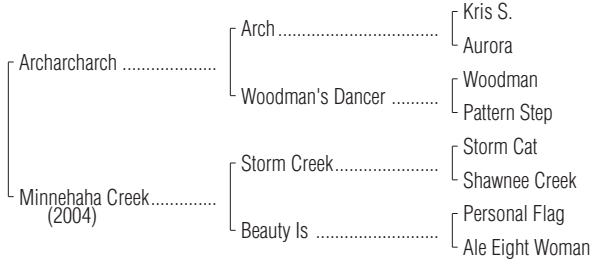 Kris S.
Arch
Aurora
Archarcharch
Woodman
Woodman's Dancer
Pattern Step
Storm Cat
Storm Creek
Shawnee Creek
Minnehaha Creek
(2004)
Personal Flag
Beauty Is
Ale Eight Woman